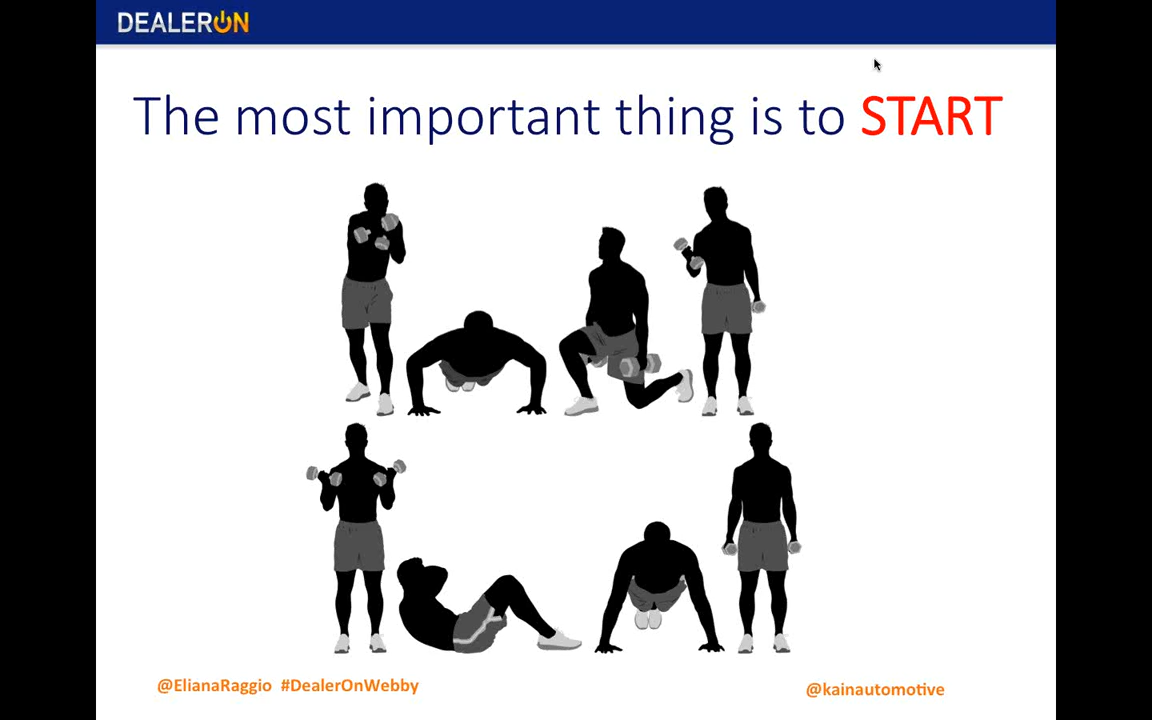 DEALERON
The most important thing is to START
@ElianaRaggio #DealerOnWebby
@kainautomotive